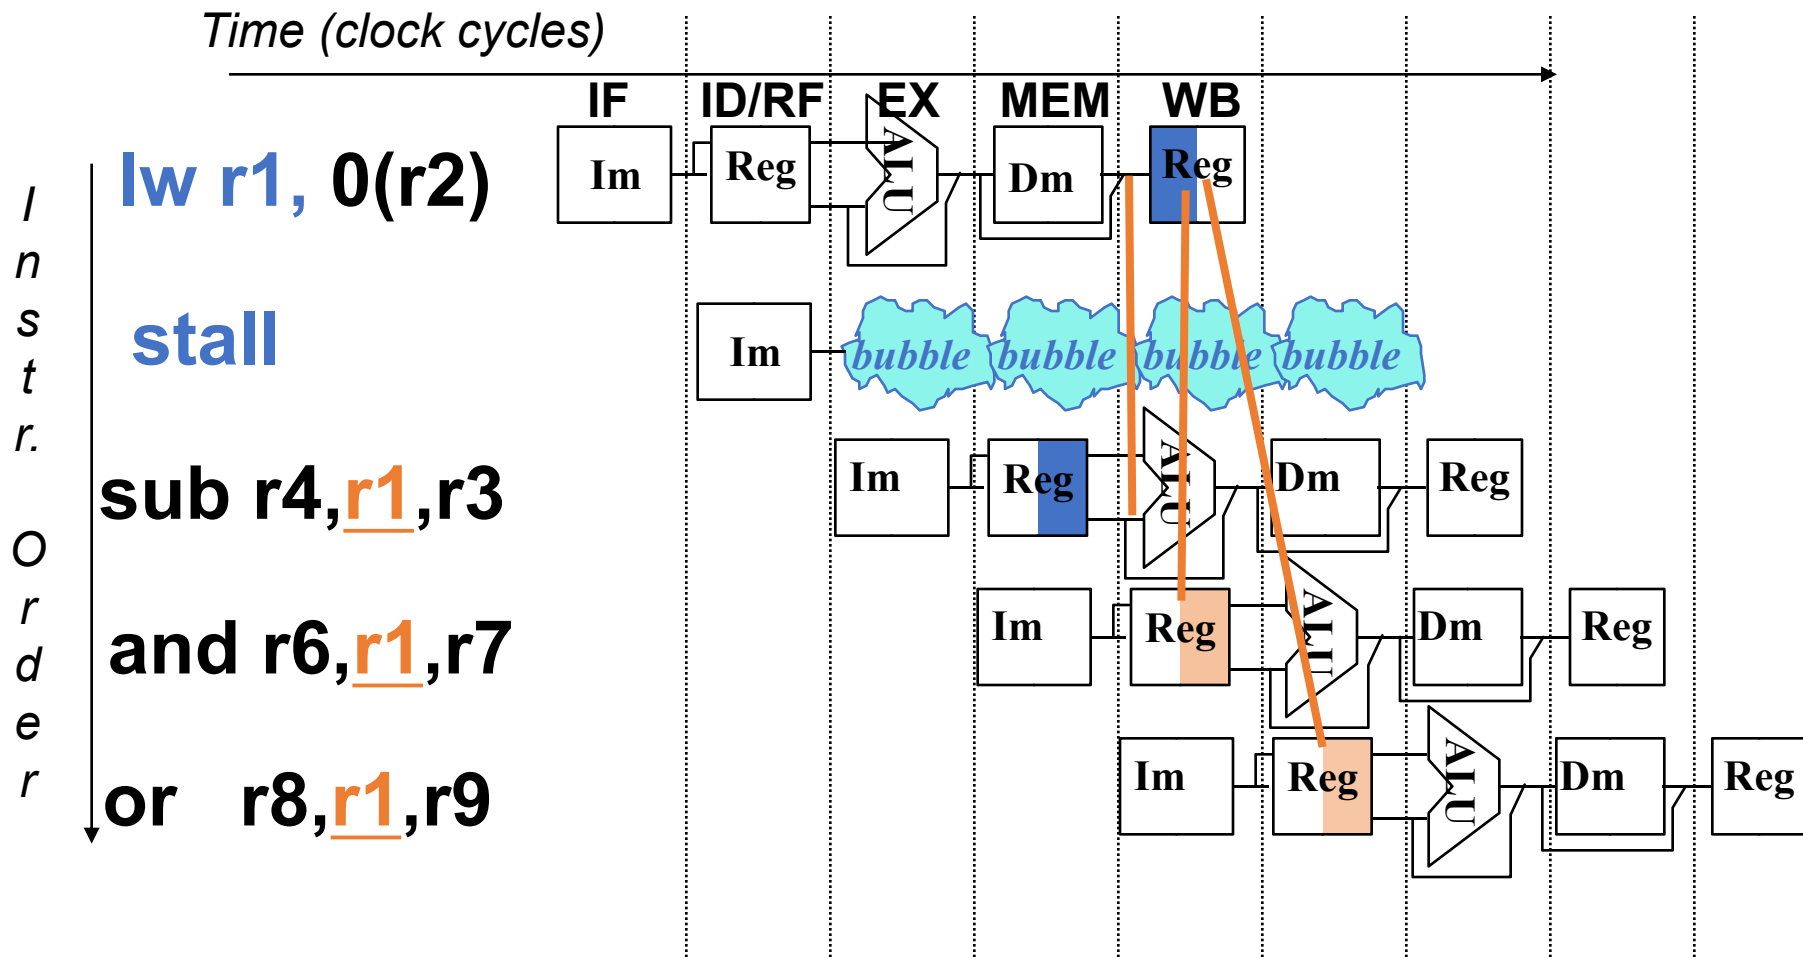 Time (clock cycles)
IF ID/RF EX MEM WB
Instr. Order
lw r1, 0(r2) Im Reg ALU Dm Reg
stall Im bubble bubble bubble bubble
sub r4,r1,r3 Im Reg ALU Dm Reg
and r6,r1,r7 Im Reg ALU Dm Reg
or r8,r1,r9 Im Reg ALU Dm Reg